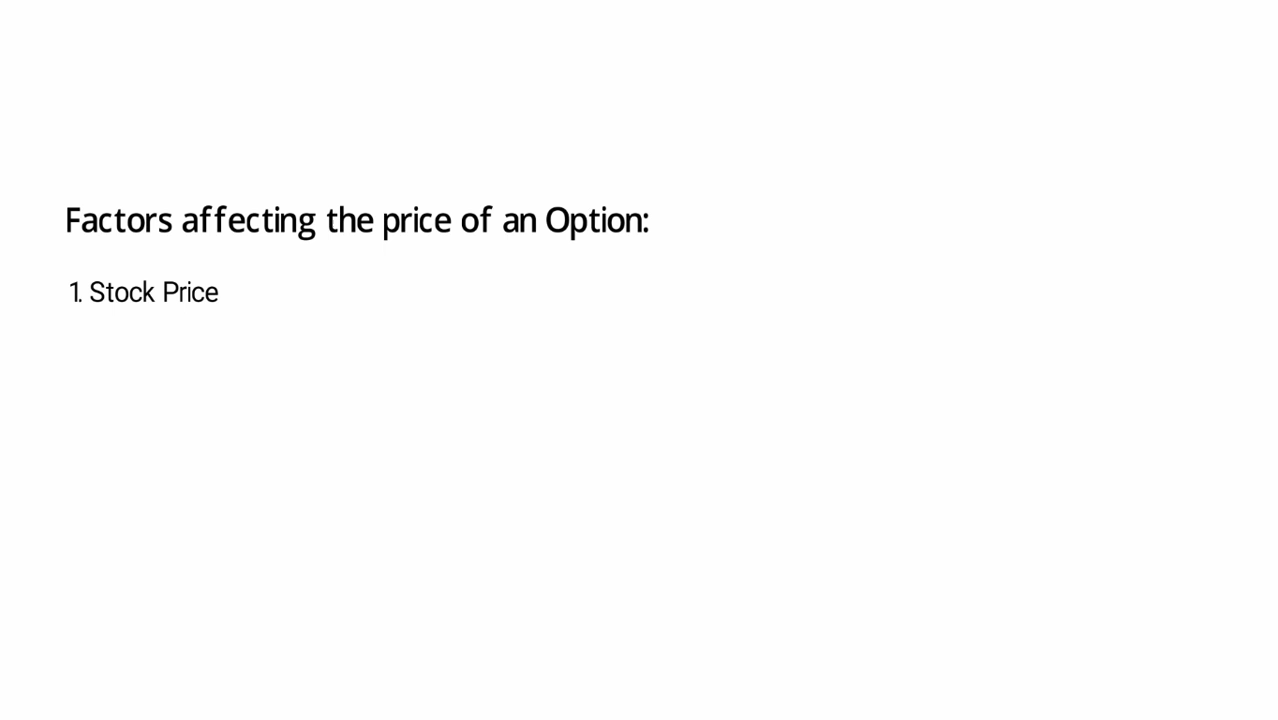 Factors affecting the price of an Option:
1. Stock Price